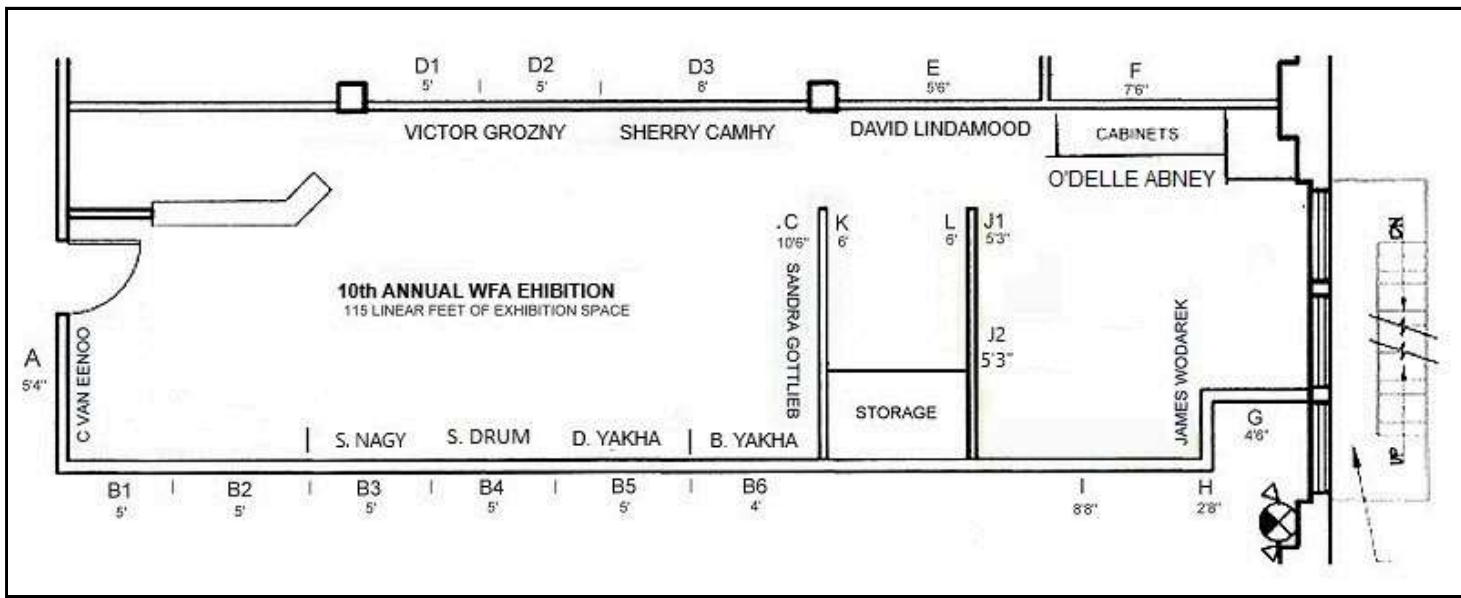 D1
5'
D2
5'
D3
8'
E
5'6"
F
7'6"
VICTOR GROZNY
SHERRY CAMHY
DAVID LINDAMOOD
CABINETS
O'DELLE ABNEY
.C
10'6"
K
6'
L
6'
J1
5'3"
SANDRA GOTTLIEB
10th ANNUAL WFA EHIBITION
115 LINEAR FEET OF EXHIBITION SPACE
J2
5'3"
JAMES WODAREK
A
5'4"
C VAN EENOO
STORAGE
G
4'6"
S. NAGY
S. DRUM
D. YAKHA
B. YAKHA
B1
5'
B2
5'
B3
5'
B4
5'
B5
5'
B6
4'
I
8'8"
H
2'8"